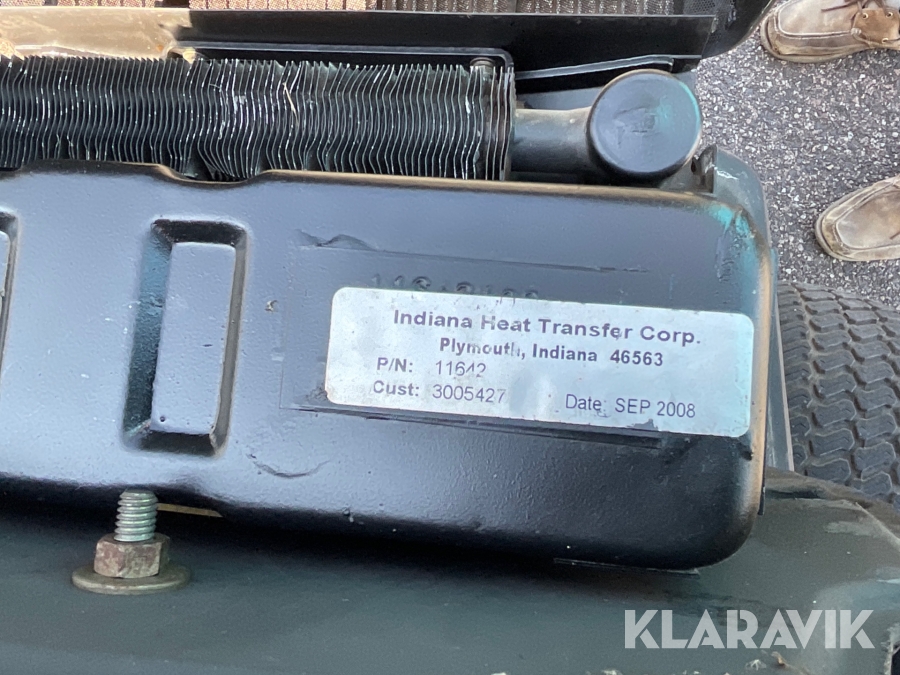 Indiana Heat Transfer Corp.
Plymouth, Indiana 46563
P/N: 11642
Cust: 3005427 Date: SEP 2008
KLARAVIK